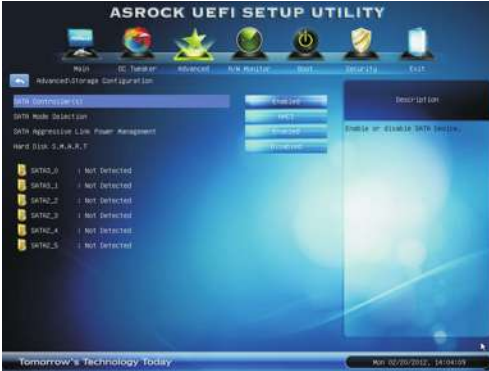 ASROCK UEFI SETUP UTILITY
Main OC Tweaker Advanced H/W Monitor Boot Security Exit
Advanced\Storage Configuration
SATA Controller(s) Enabled
SATA Mode Selection AHCI
SATA Aggressive Link Power Management Enabled
Hard Disk S.M.A.R.T Disabled
SATA3_0 : Not Detected
SATA3_1 : Not Detected
SATA2_2 : Not Detected
SATA2_3 : Not Detected
SATA2_4 : Not Detected
SATA2_5 : Not Detected
Description
Enable or disable SATA Device.
Tomorrow's Technology Today
Mon 02/20/2012, 14:04:09